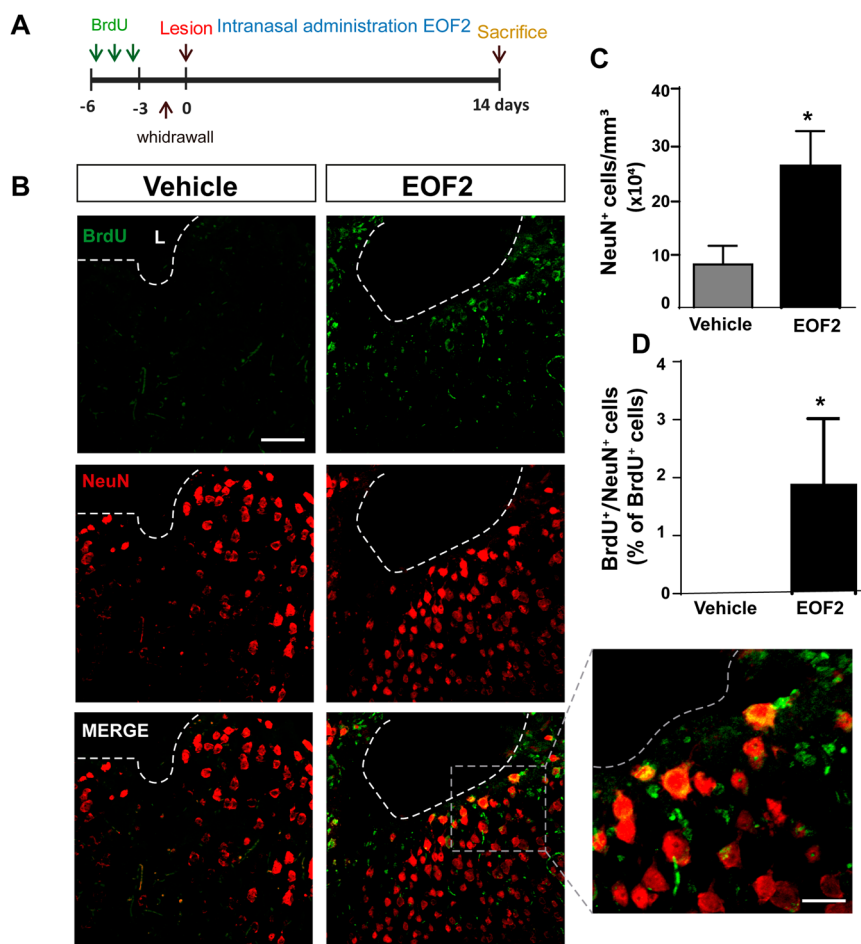 A
BrdU
Lesion
Intranasal administration EOF2
Sacrifice
-6
-3
0
14 days
whidrawall
B
Vehicle
EOF2
BrdU
L
NeuN
MERGE
C
NeuN⁺ cells/mm³
(x10⁴)
40
30
20
10
0
Vehicle
EOF2
D
BrdU⁺/NeuN⁺ cells
(% of BrdU⁺ cells)
4
3
2
1
0
*
*
Vehicle
EOF2